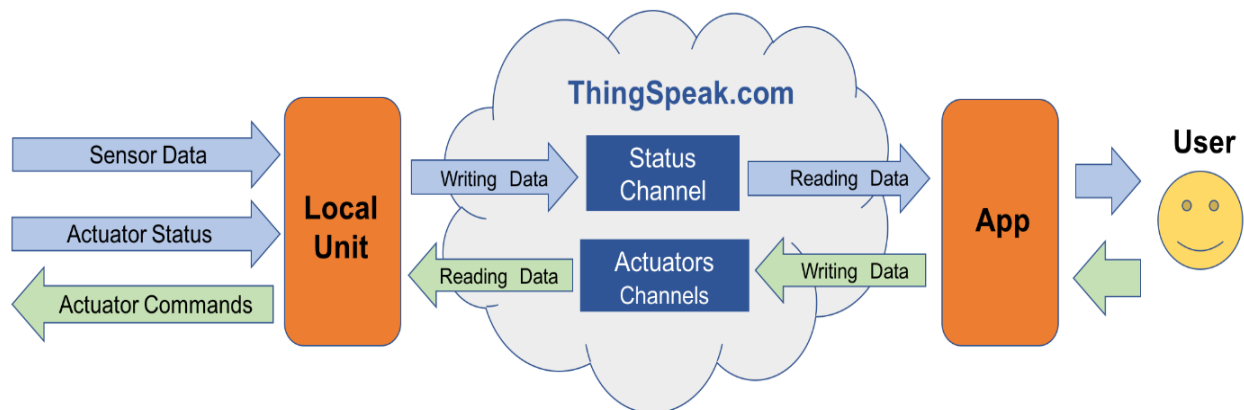 ThingSpeak.com
Sensor Data
Actuator Status
Actuator Commands
Local
Unit
Writing Data
Reading Data
Status
Channel
Actuators
Channels
Reading Data
Writing Data
App
User